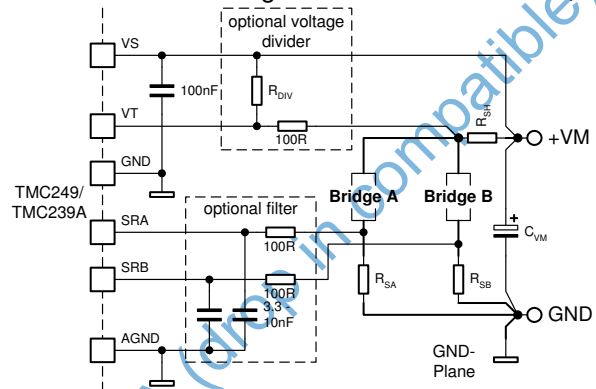 optional voltage
divider
VS
100nF
R_DIV
VT
100R
R_SH
+VM
GND
TMC249/
TMC239A
Bridge A
Bridge B
optional filter
SRA
100R
+
C_VM
SRB
100R
3.3 -
10nF
R_SA
R_SB
GND
AGND
GND-
Plane
(drop in compatible